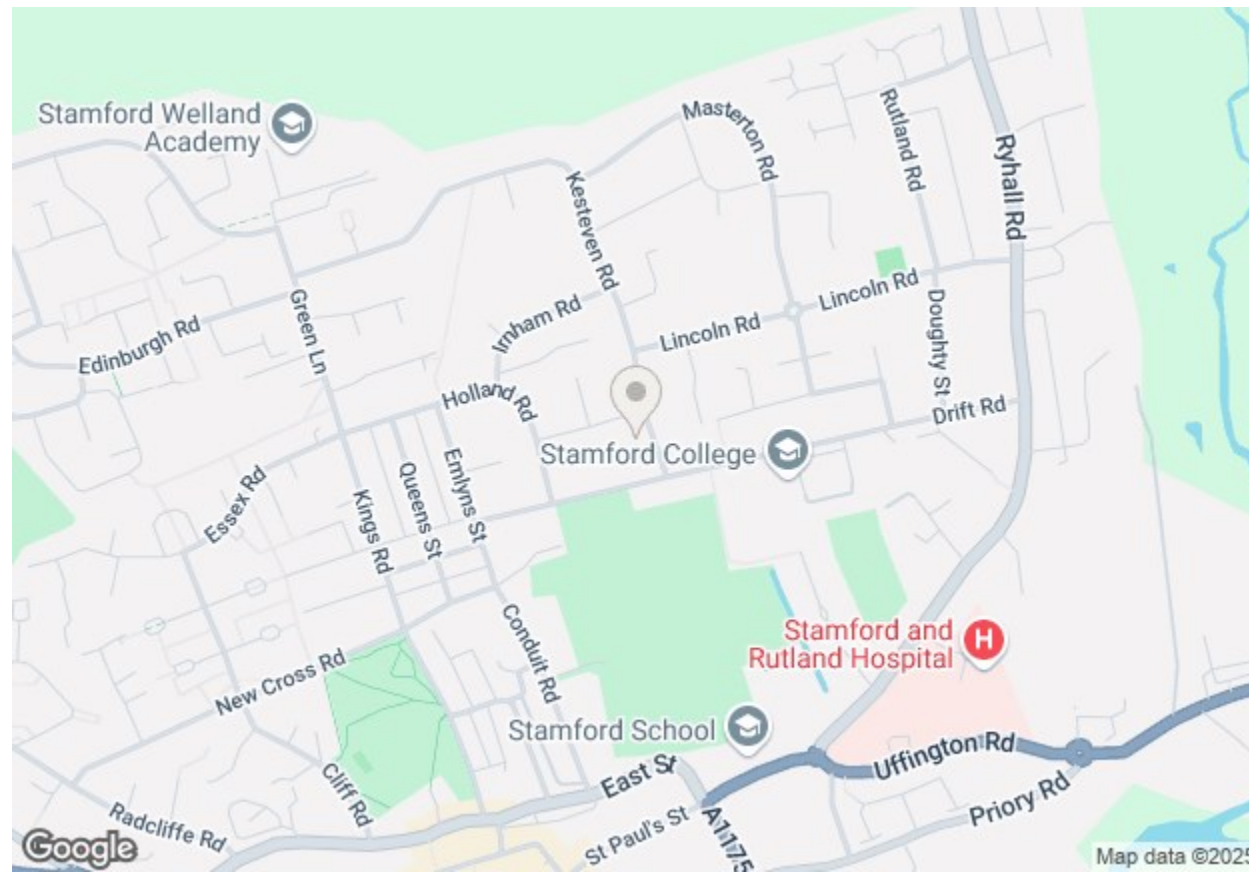 Stamford Welland
Academy
Masterton Rd
Rutland Rd
Ryhall Rd
Kesteven Rd
Green Ln
Irnham Rd
Lincoln Rd
Lincoln Rd
Doughty St
Edinburgh Rd
Holland Rd
Drift Rd
Stamford College
Essex Rd
Kings Rd
Queens St
Emlyns St
Conduit Rd
Stamford and
Rutland Hospital
H
New Cross Rd
Stamford School
Uffington Rd
East St
Cliff Rd
Priory Rd
Radcliffe Rd
St Paul's St
A1175
Google
Map data ©2025